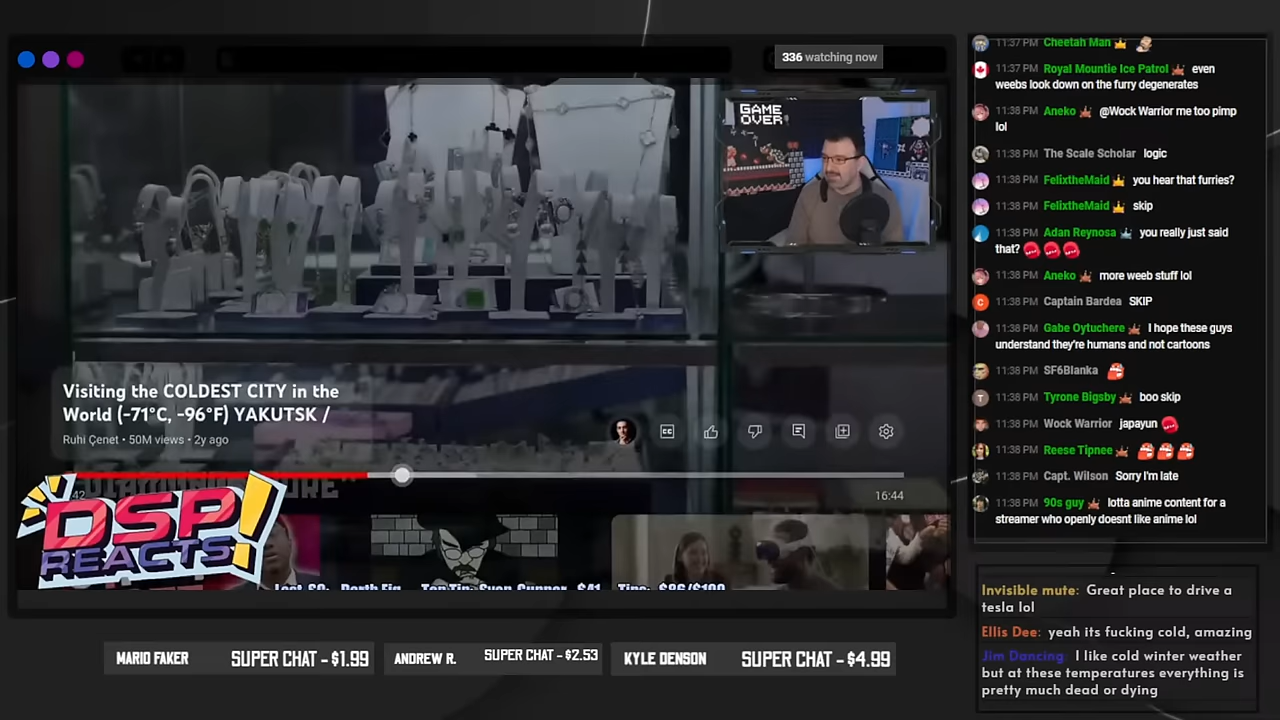 336 watching now
GAME
OVER
Visiting the COLDEST CITY in the
World (-71°C, -96°F) YAKUTSK /
Ruhi Çenet • 50M views • 2y ago
CC
42
16:44
DSP
REACTS!
Tip: $86/$100
MARIO FAKER SUPER CHAT - $1.99
ANDREW R. SUPER CHAT - $2.53
KYLE DENSON SUPER CHAT - $4.99
11:37 PM Cheetah Man
11:37 PM Royal Mountie Ice Patrol even
weebs look down on the furry degenerates
11:38 PM Aneko @Wock Warrior me too pimp
lol
11:38 PM The Scale Scholar logic
11:38 PM FelixtheMaid you hear that furries?
11:38 PM FelixtheMaid skip
11:38 PM Adan Reynosa you really just said
that?
11:38 PM Aneko more weeb stuff lol
11:38 PM Captain Bardea SKIP
11:38 PM Gabe Oytuchere I hope these guys
understand they're humans and not cartoons
11:38 PM SF6Blanka
11:38 PM Tyrone Bigsby boo skip
11:38 PM Wock Warrior japayun
11:38 PM Reese Tipnee
11:38 PM Capt. Wilson Sorry I'm late
11:38 PM 90s guy lotta anime content for a
streamer who openly doesnt like anime lol
Invisible mute: Great place to drive a
tesla lol
Ellis Dee: yeah its fucking cold, amazing
Jim Dancing: I like cold winter weather
but at these temperatures everything is
pretty much dead or dying